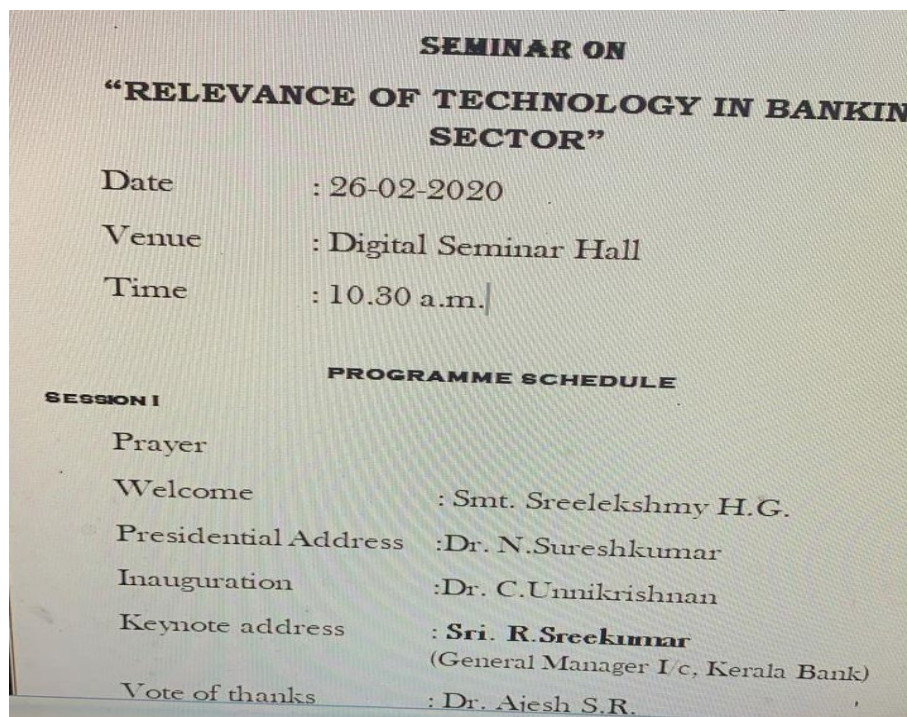 SEMINAR ON
“RELEVANCE OF TECHNOLOGY IN BANKIN
SECTOR”
Date : 26-02-2020
Venue : Digital Seminar Hall
Time : 10.30 a.m.
PROGRAMME SCHEDULE
SESSION I
Prayer
Welcome : Smt. Sreelekshmy H.G.
Presidential Address :Dr. N.Sureshkumar
Inauguration :Dr. C.Unnikrishnan
Keynote address : Sri. R.Sreekumar
(General Manager I/c, Kerala Bank)
Vote of thanks : Dr. Ajesh S.R.